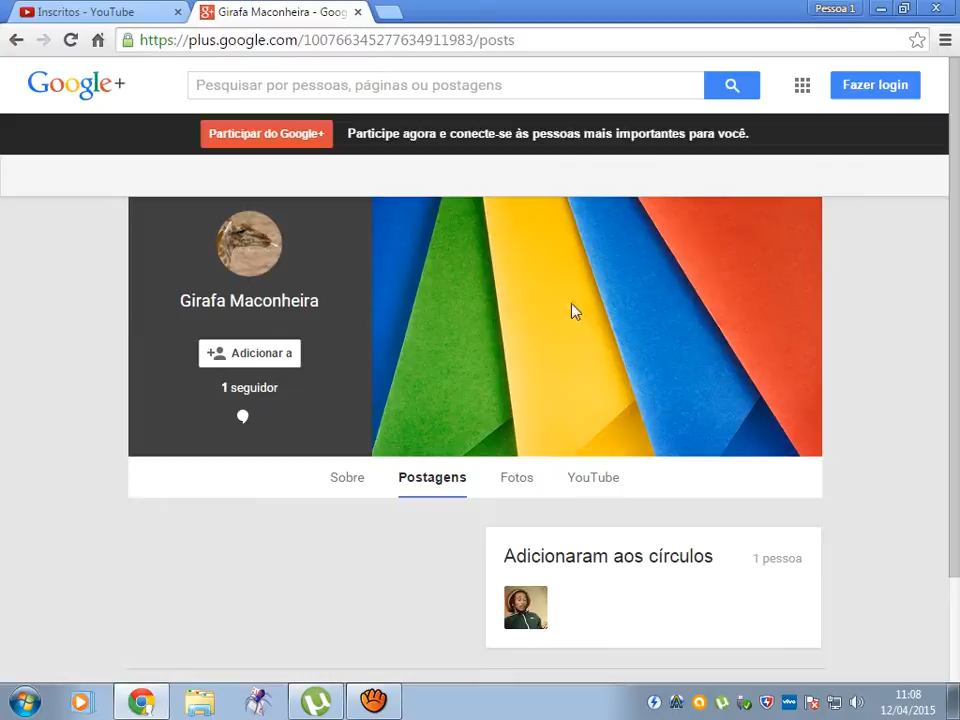 Inscritos - YouTube
Girafa Maconheira - Goog
Pessoa 1
https://plus.google.com/100766345277634911983/posts
Google+
Pesquisar por pessoas, páginas ou postagens
Fazer login
Participar do Google+
Participe agora e conecte-se às pessoas mais importantes para você.
Girafa Maconheira
Adicionar a
1 seguidor
Sobre
Postagens
Fotos
YouTube
Adicionaram aos círculos
1 pessoa
vivo
11:08
12/04/2015